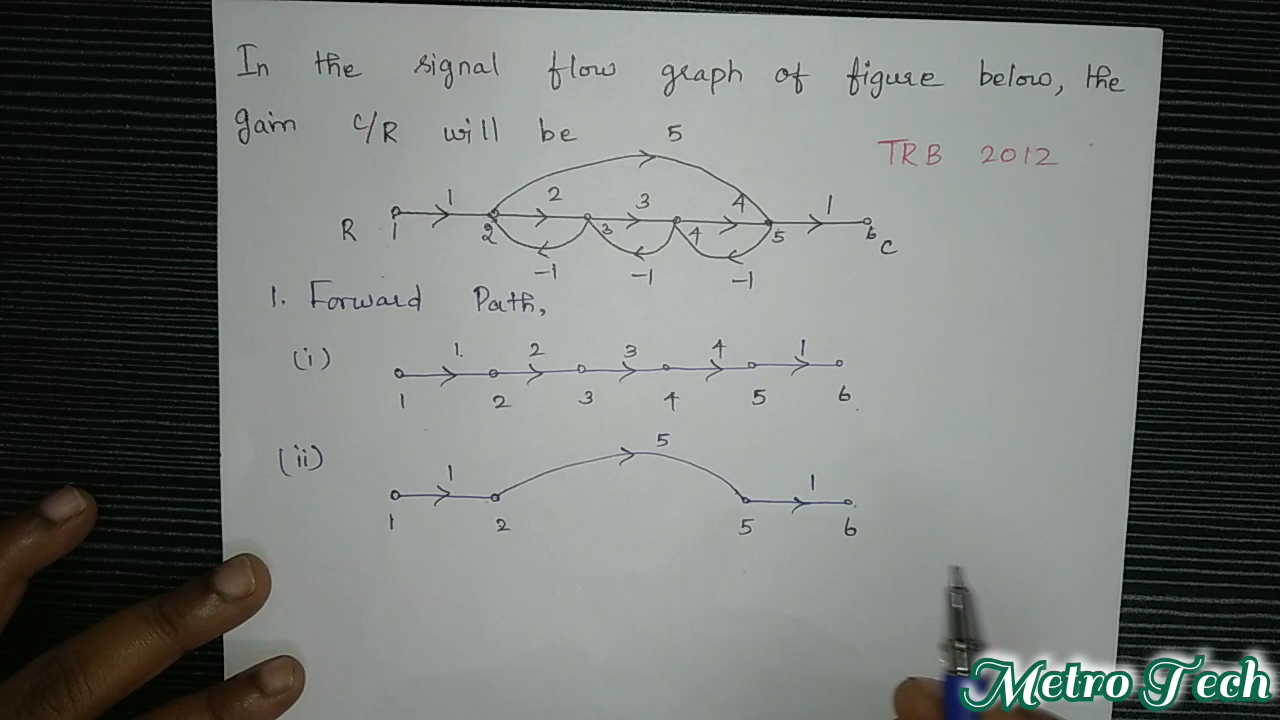 In the signal flow graph of figure below, the
gain C/R will be
TRB 2012
5
1 2 3 4 1
R 1 2 3 4 5 6 C
-1 -1 -1
1. Forward Path,
(i) 1 2 3 4 1
1 2 3 4 5 6
(ii) 1 5 1
1 2 5 6
Metro Tech